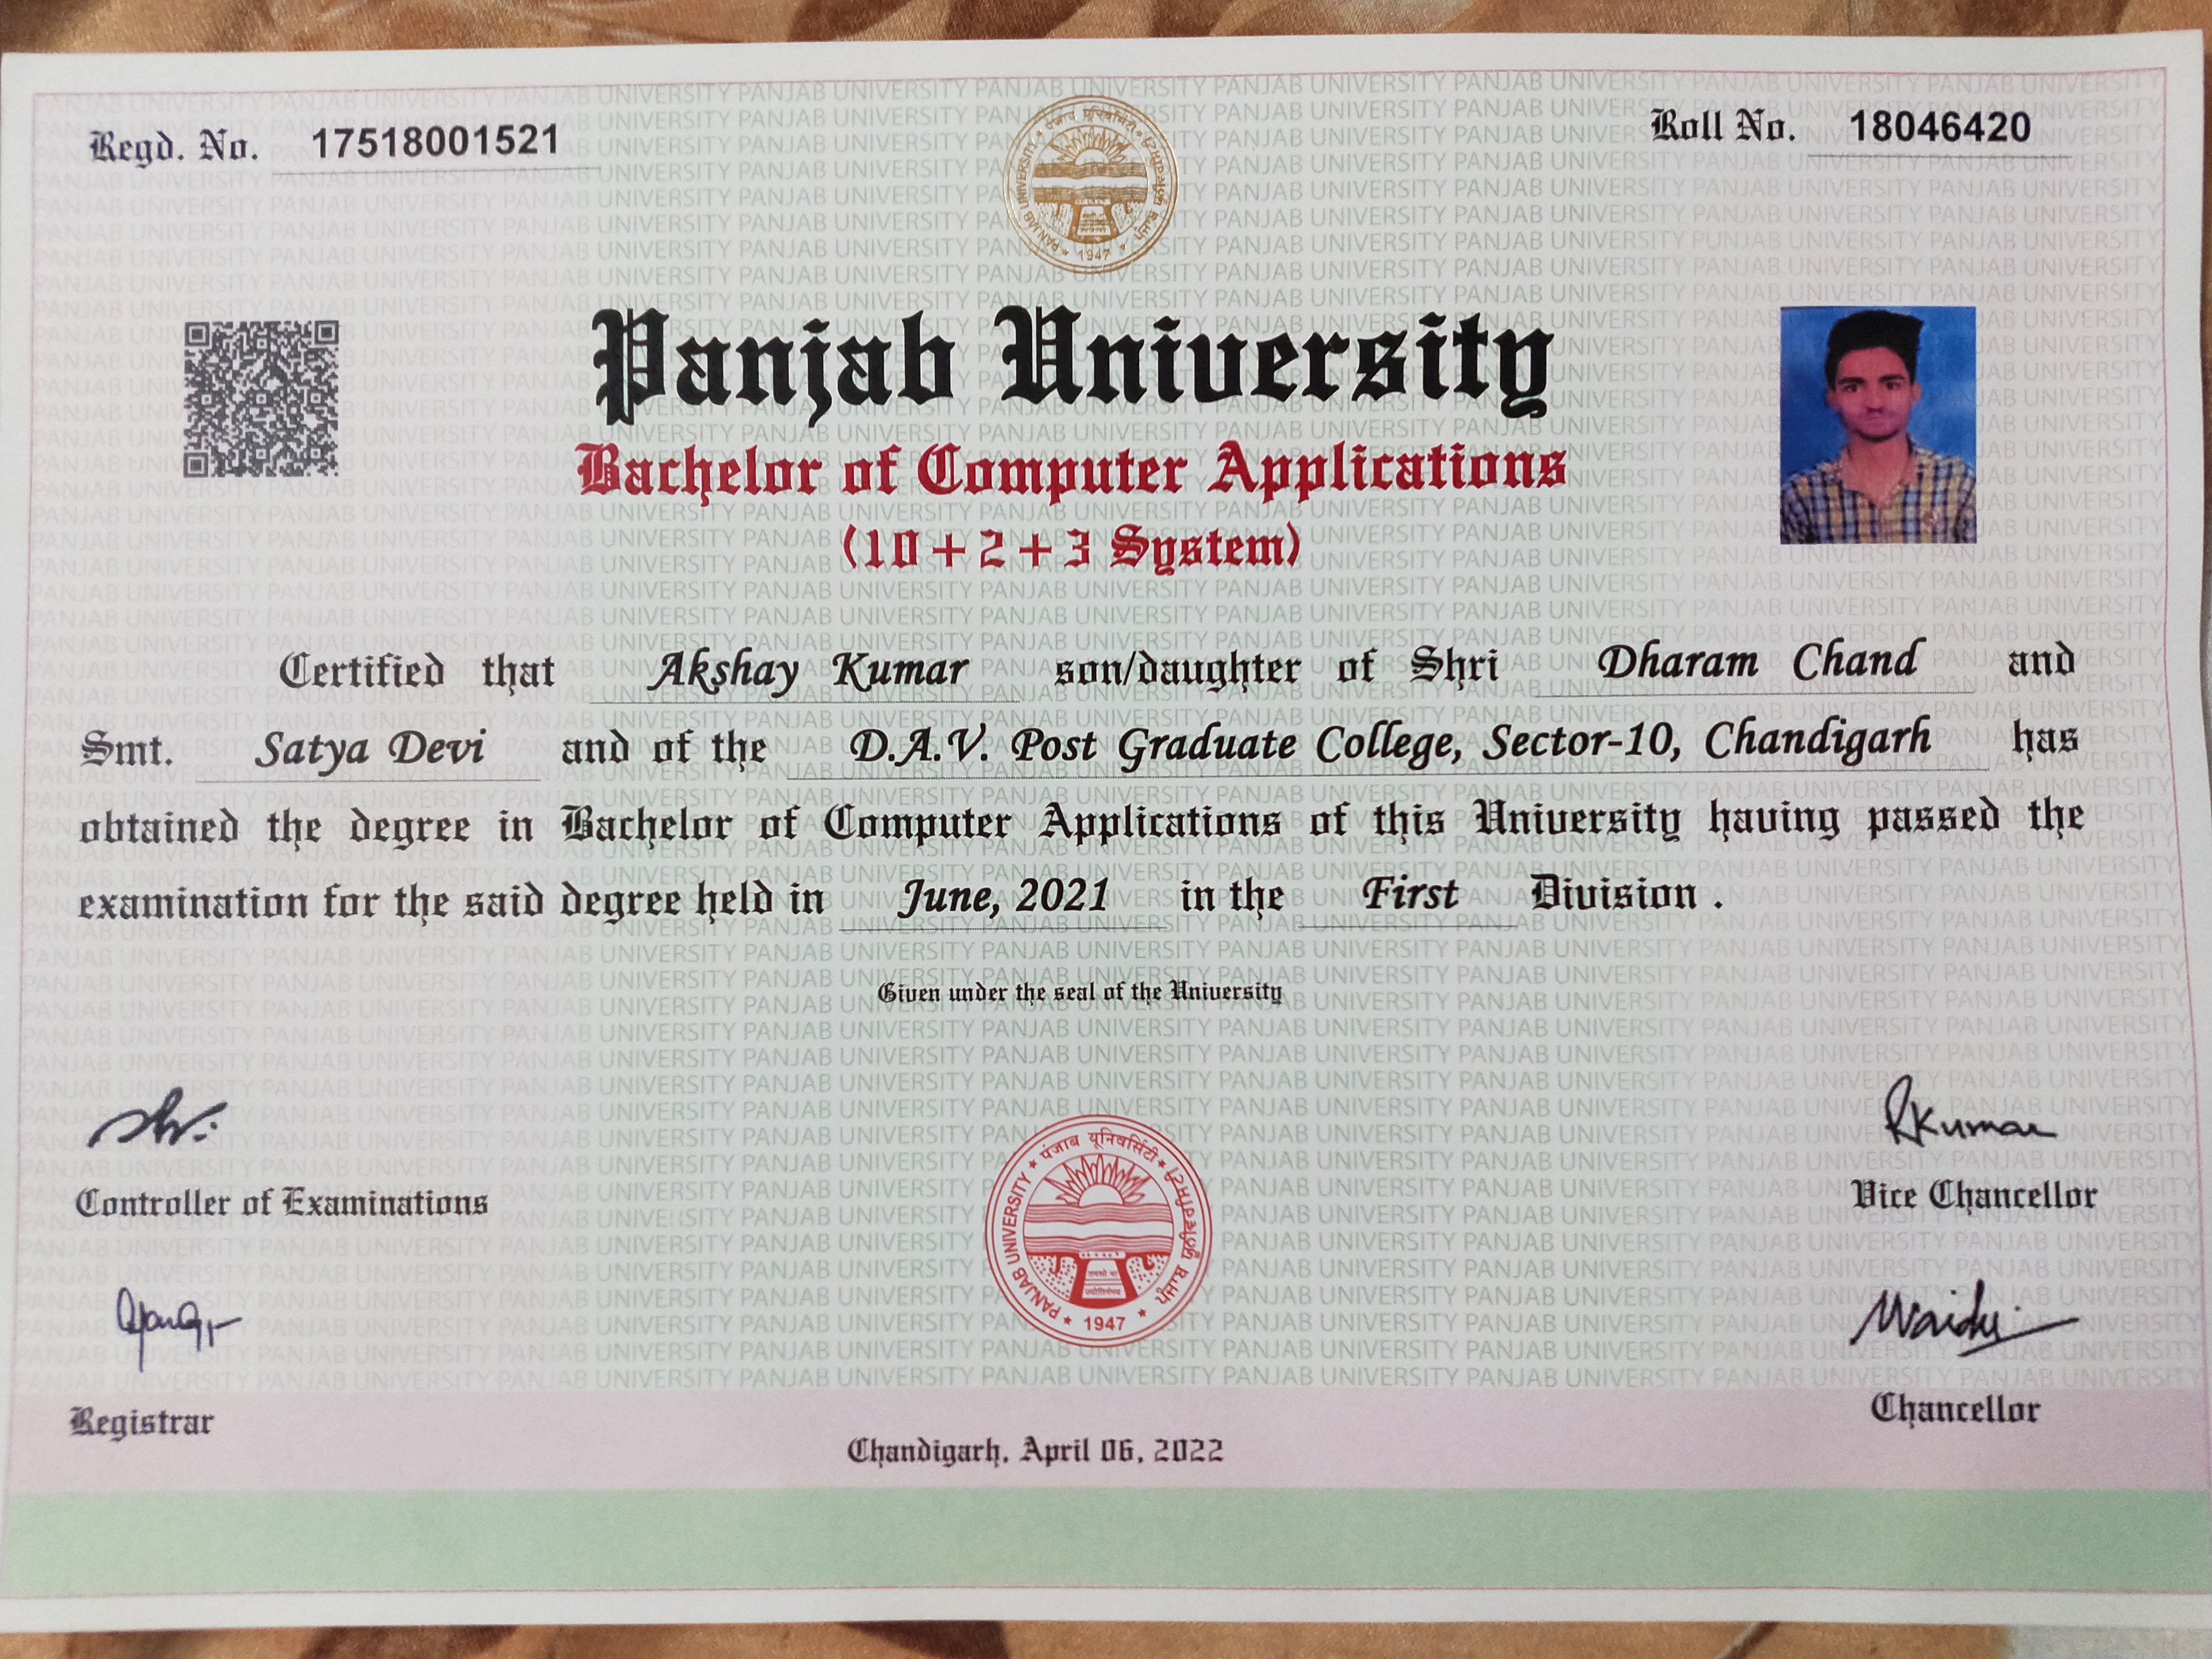 Regd. No. 17518001521
Roll No. 18046420
Panjab University
Bachelor of Computer Applications
(10+2+3 System)
Certified that Akshay Kumar son/daughter of Shri Dharam Chand and
Smt. Satya Devi and of the D.A.V. Post Graduate College, Sector-10, Chandigarh has
obtained the degree in Bachelor of Computer Applications of this University having passed the
examination for the said degree held in June, 2021 in the First Division.
Given under the seal of the University
RKumar
Controller of Examinations
Vice Chancellor
पंजाब यूनिवर्सिटी
PANJAB UNIVERSITY
ਪੰਜਾਬ ਯੂਨੀਵਰਸਿਟੀ
तमसो मा
ज्योतिर्गमय
1947
Registrar
Chancellor
Chandigarh, April 06, 2022